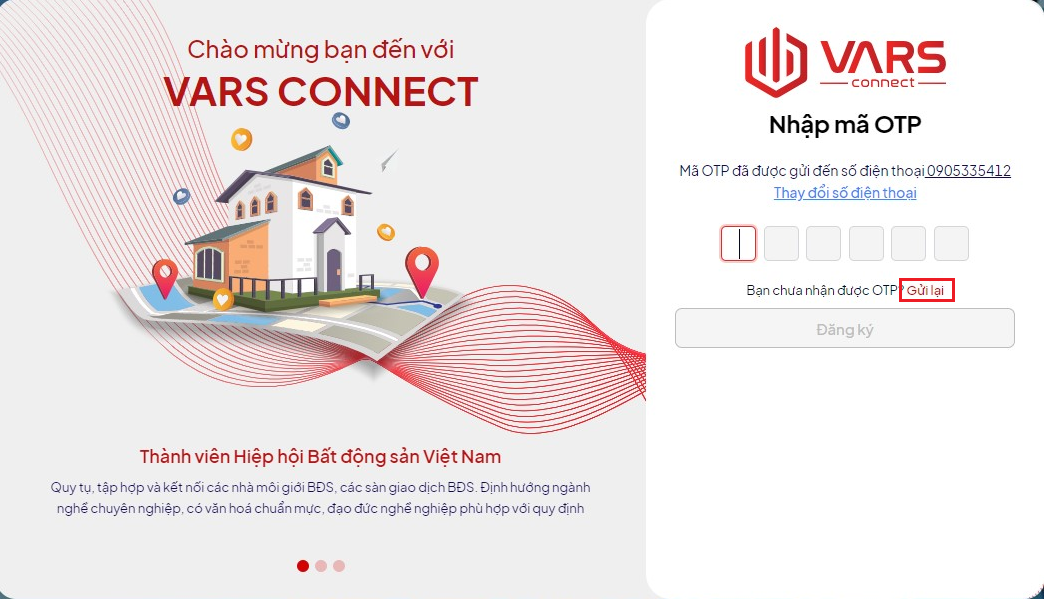 Chào mừng bạn đến với
VARS CONNECT
Thành viên Hiệp hội Bất động sản Việt Nam
Quy tụ, tập hợp và kết nối các nhà môi giới BĐS, các sàn giao dịch BĐS. Định hướng ngành
nghề chuyên nghiệp, có văn hoá chuẩn mực, đạo đức nghề nghiệp phù hợp với quy định
VARS
connect
Nhập mã OTP
Mã OTP đã được gửi đến số điện thoại 0905335412
Thay đổi số điện thoại
Bạn chưa nhận được OTP? Gửi lại
Đăng ký